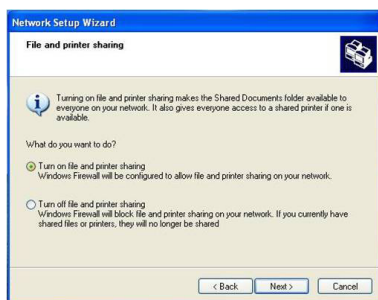 Network Setup Wizard
File and printer sharing
Turning on file and printer sharing makes the Shared Documents folder available to
everyone on your network. It also gives everyone access to a shared printer if one is
available.
What do you want to do?
Turn on file and printer sharing
Windows Firewall will be configured to allow file and printer sharing on your network.
Turn off file and printer sharing
Windows Firewall will block file and printer sharing on your network. If you currently have
shared files or printers, they will no longer be shared
< Back Next > Cancel